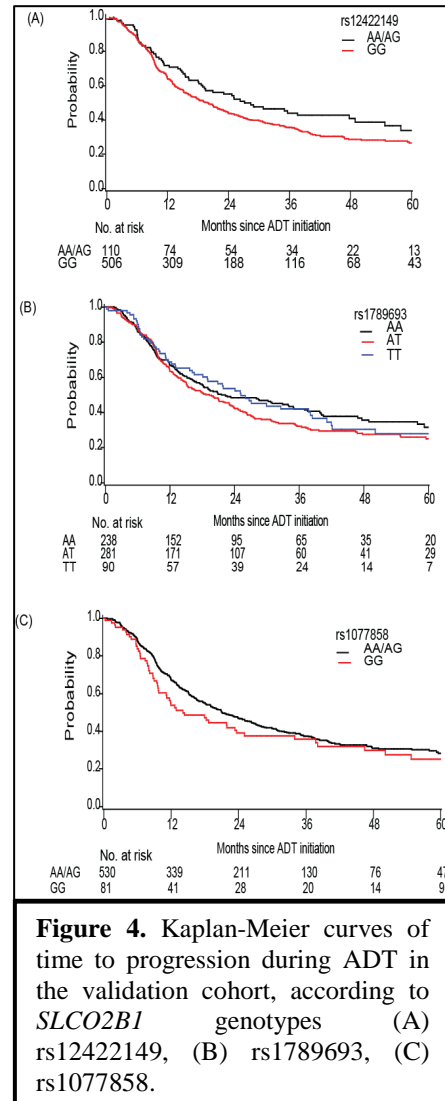 (A)
rs12422149
AA/AG
GG
Probability
1.0
0.8
0.6
0.4
0.2
0.0
12 24 36 48 60
No. at risk Months since ADT initiation
AA/AG 110 74 54 34 22 13
GG 506 309 188 116 68 43
(B)
rs1789693
AA
AT
TT
Probability
1.0
0.8
0.6
0.4
0.2
0.0
0 12 24 36 48 60
No. at risk Months since ADT initiation
AA 238 152 95 65 35 20
AT 281 171 107 60 41 29
TT 90 57 39 24 14 7
(C)
rs1077858
AA/AG
GG
Probability
1.0
0.8
0.6
0.4
0.2
0.0
0 12 24 36 48 60
No. at risk Months since ADT initiation
AA/AG 530 339 211 130 76 47
GG 81 41 28 20 14 9
Figure 4. Kaplan-Meier curves of
time to progression during ADT in
the validation cohort, according to
SLCO2B1 genotypes (A)
rs12422149, (B) rs1789693, (C)
rs1077858.